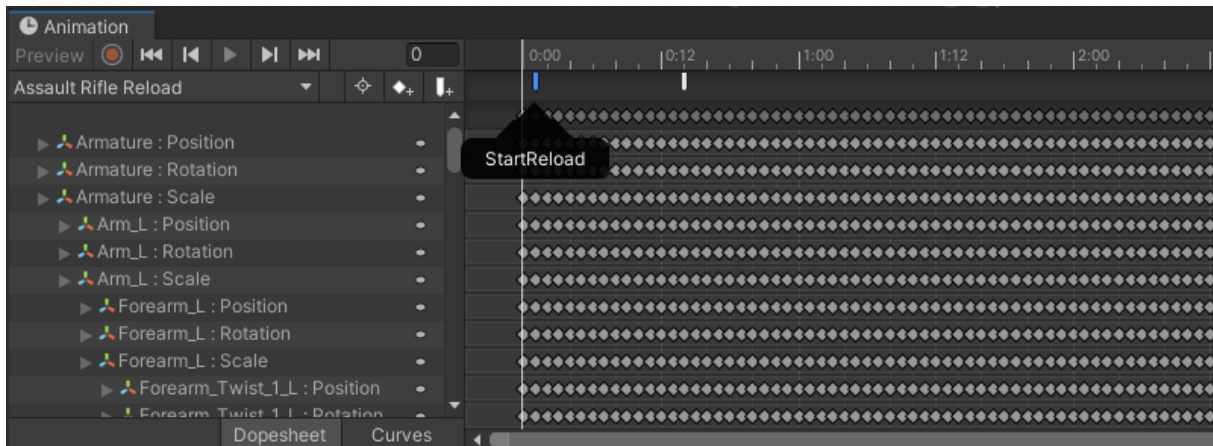 Animation
Preview 0 0:00 0:12 1:00 1:12 2:00
Assault Rifle Reload
StartReload
Armature : Position
Armature : Rotation
Armature : Scale
Arm_L : Position
Arm_L : Rotation
Arm_L : Scale
Forearm_L : Position
Forearm_L : Rotation
Forearm_L : Scale
Forearm_Twist_1_L : Position
Forearm_Twist_1_L : Rotation
Dopesheet Curves